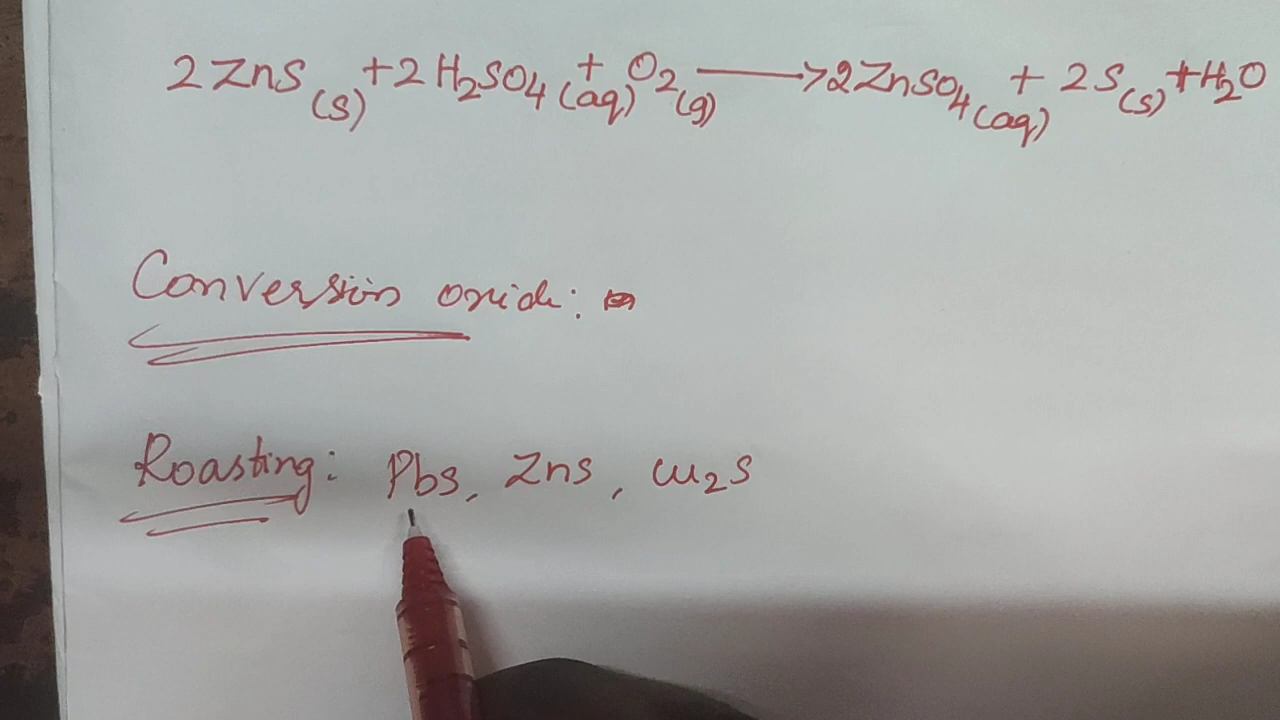 2ZnS(s) + 2H₂SO₄(aq) + O₂(g) ⟶ 2ZnSO₄(aq) + 2S(s) + H₂O
Conversion oxide:
Roasting: Pbs, Zns, Cu₂S